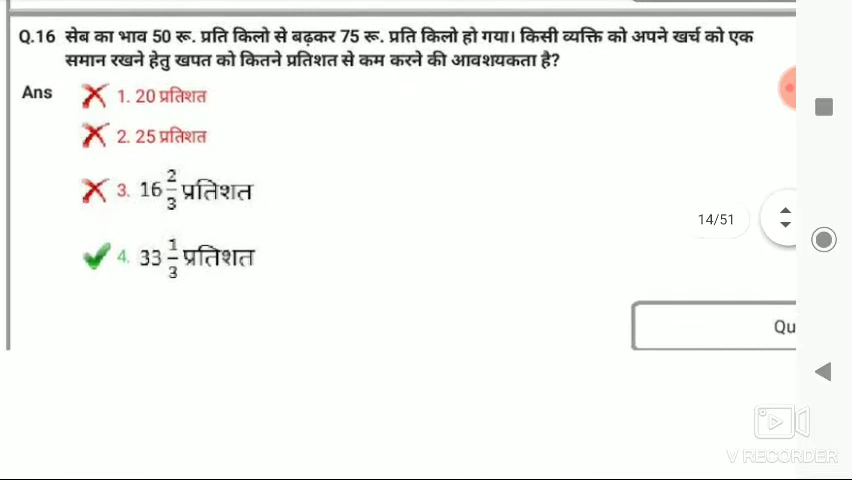 Q.16 सेब का भाव 50 रू. प्रति किलो से बढ़कर 75 रू. प्रति किलो हो गया। किसी व्यक्ति को अपने खर्च को एक
समान रखने हेतु खपत को कितने प्रतिशत से कम करने की आवशयकता है?
Ans 1. 20 प्रतिशत
2. 25 प्रतिशत
3. 16 2/3 प्रतिशत
14/51
4. 33 1/3 प्रतिशत
Qu
V RECORDER